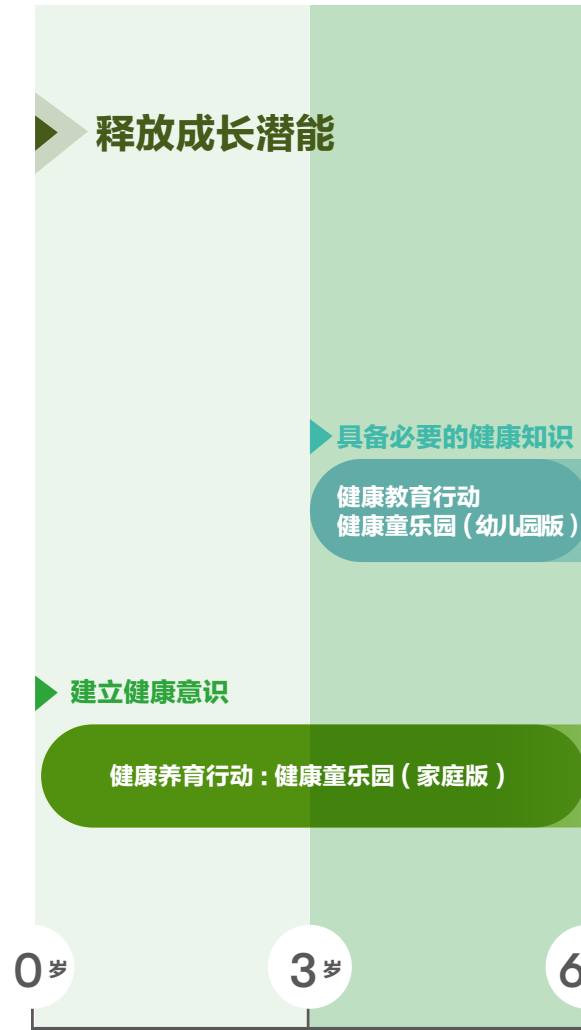 释放成长潜能
具备必要的健康知识
健康教育行动
健康童乐园（幼儿园版）
建立健康意识
健康养育行动：健康童乐园（家庭版）
0岁
3岁
6